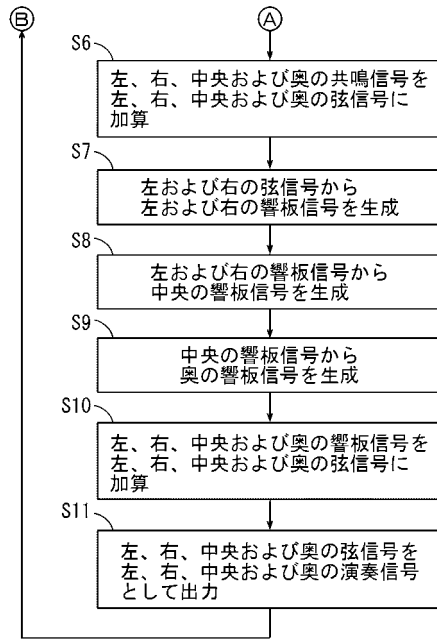 Ⓑ
Ⓐ
S6
左、右、中央および奥の共鳴信号を
左、右、中央および奥の弦信号に
加算
S7
左および右の弦信号から
左および右の響板信号を生成
S8
左および右の響板信号から
中央の響板信号を生成
S9
中央の響板信号から
奥の響板信号を生成
S10
左、右、中央および奥の響板信号を
左、右、中央および奥の弦信号に
加算
S11
左、右、中央および奥の弦信号を
左、右、中央および奥の演奏信号
として出力